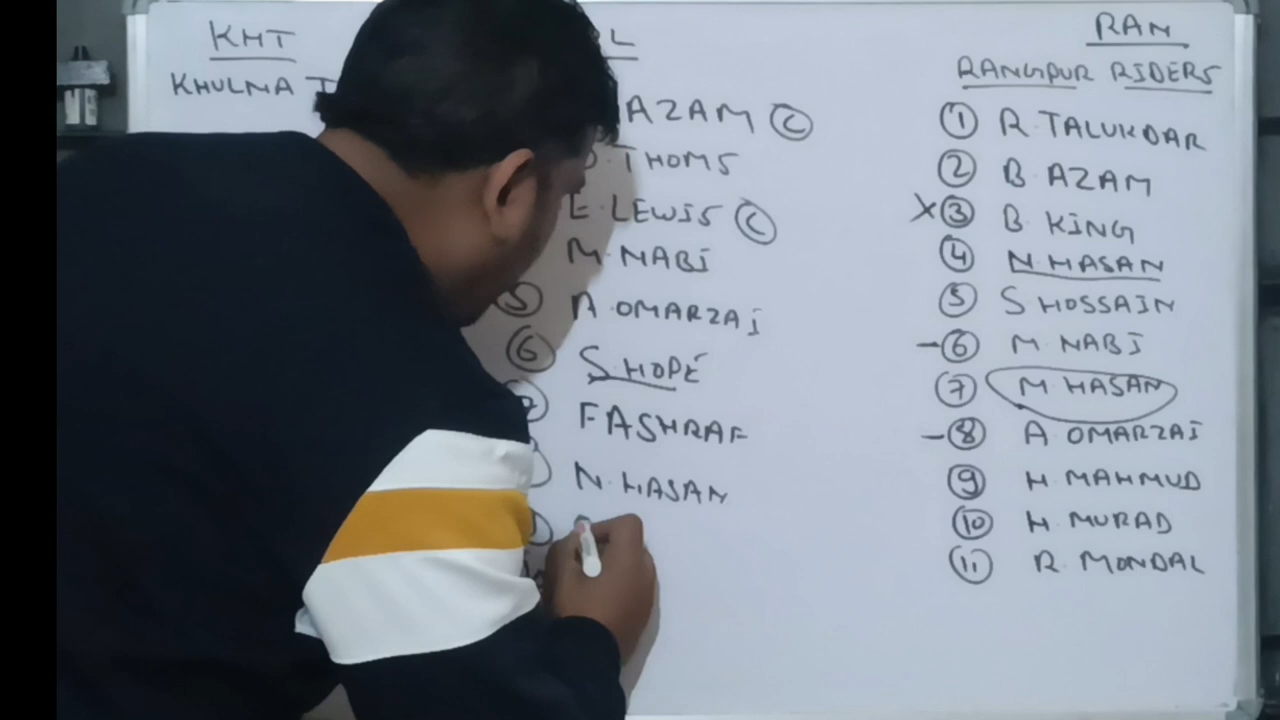 KHT
KHULNA
L
AZAM C
D. THOMS
E. LEWIS C
M. NABI
5 A. OMARZAI
6 S. HOPE
F ASHRAF
N. HASAN
RAN
RANGPUR RIDERS
1 R. TALUKDAR
2 B. AZAM
X 3 B. KING
4 N. HASAN
5 S HOSSAIN
- 6 M. NABI
7 M. HASAN
- 8 A. OMARZAI
9 H. MAHMUD
10 H. MURAD
11 R. MONDAL